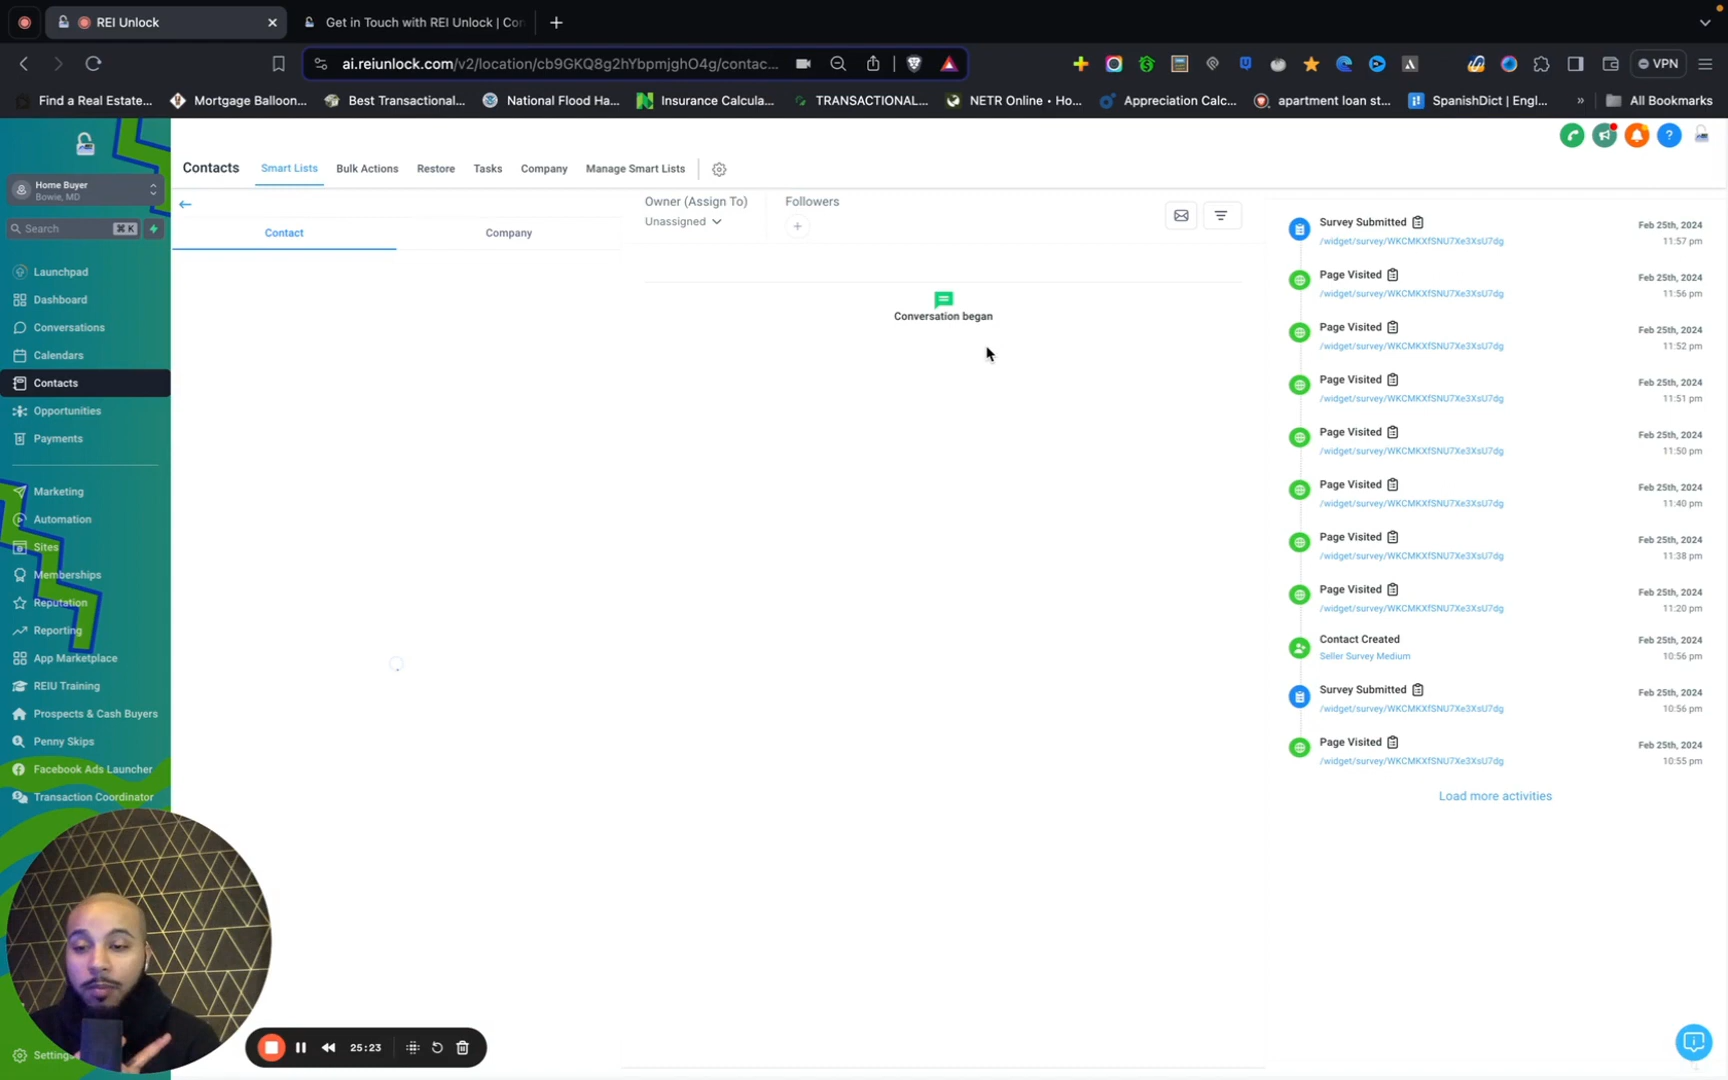 REI Unlock
Get in Touch with REI Unlock | Con
ai.reiunlock.com/v2/location/cb9GKQ8g2hYbpmjghO4g/contac...
VPN
Find a Real Estate...
Mortgage Balloon...
Best Transactional...
National Flood Ha...
Insurance Calcula...
TRANSACTIONAL...
NETR Online • Ho...
Appreciation Calc...
apartment loan st...
SpanishDict | Engl...
»
All Bookmarks
Home Buyer
Bowie, MD
Search
⌘ K
Launchpad
Dashboard
Conversations
Calendars
Contacts
Opportunities
Payments
Marketing
Automation
Sites
Memberships
Reputation
Reporting
App Marketplace
REIU Training
Prospects & Cash Buyers
Penny Skips
Facebook Ads Launcher
Transaction Coordinator
Settings
Contacts
Smart Lists
Bulk Actions
Restore
Tasks
Company
Manage Smart Lists
Contact
Company
Owner (Assign To)
Unassigned
Followers
Conversation began
Survey Submitted
Feb 25th, 2024
/widget/survey/WKCMKXfSNU7Xe3XsU7dg
11:57 pm
Page Visited
Feb 25th, 2024
/widget/survey/WKCMKXfSNU7Xe3XsU7dg
11:56 pm
Page Visited
Feb 25th, 2024
/widget/survey/WKCMKXfSNU7Xe3XsU7dg
11:52 pm
Page Visited
Feb 25th, 2024
/widget/survey/WKCMKXfSNU7Xe3XsU7dg
11:51 pm
Page Visited
Feb 25th, 2024
/widget/survey/WKCMKXfSNU7Xe3XsU7dg
11:50 pm
Page Visited
Feb 25th, 2024
/widget/survey/WKCMKXfSNU7Xe3XsU7dg
11:40 pm
Page Visited
Feb 25th, 2024
/widget/survey/WKCMKXfSNU7Xe3XsU7dg
11:38 pm
Page Visited
Feb 25th, 2024
/widget/survey/WKCMKXfSNU7Xe3XsU7dg
11:20 pm
Contact Created
Feb 25th, 2024
Seller Survey Medium
10:56 pm
Survey Submitted
Feb 25th, 2024
/widget/survey/WKCMKXfSNU7Xe3XsU7dg
10:56 pm
Page Visited
Feb 25th, 2024
/widget/survey/WKCMKXfSNU7Xe3XsU7dg
10:55 pm
Load more activities
25:23